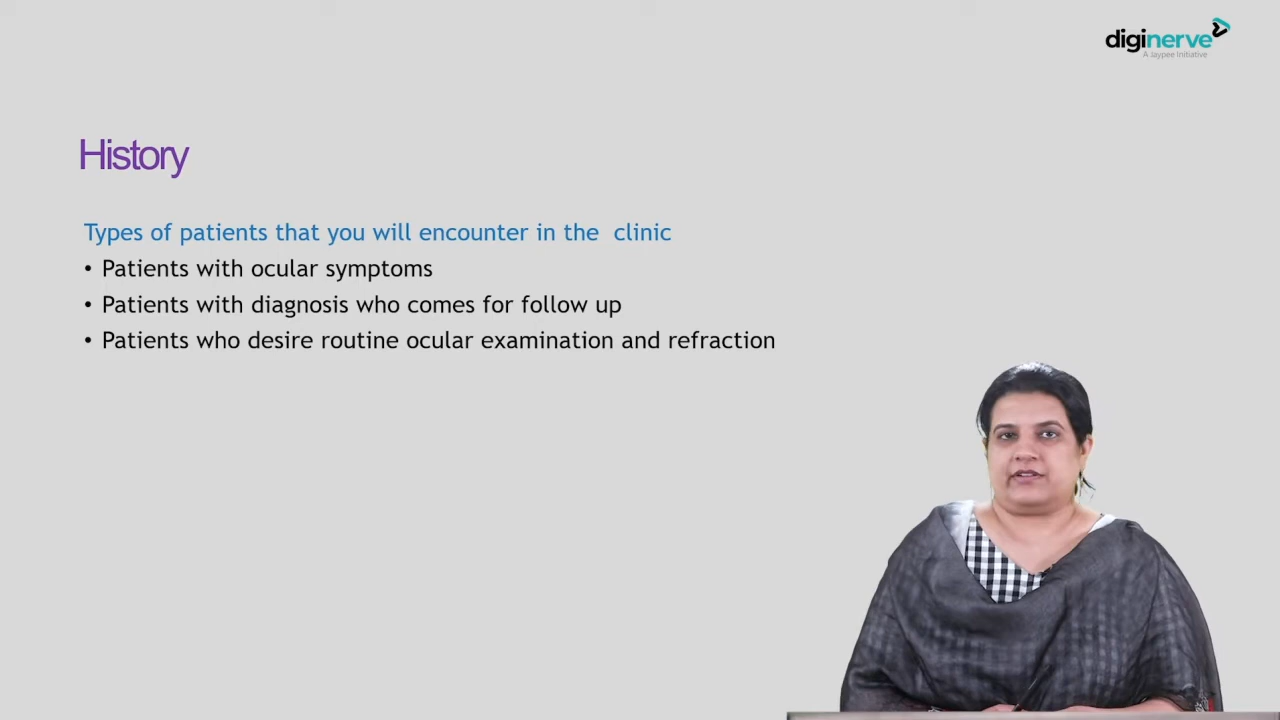 diginerve
A Jaypee Initiative
History
Types of patients that you will encounter in the clinic
• Patients with ocular symptoms
• Patients with diagnosis who comes for follow up
• Patients who desire routine ocular examination and refraction